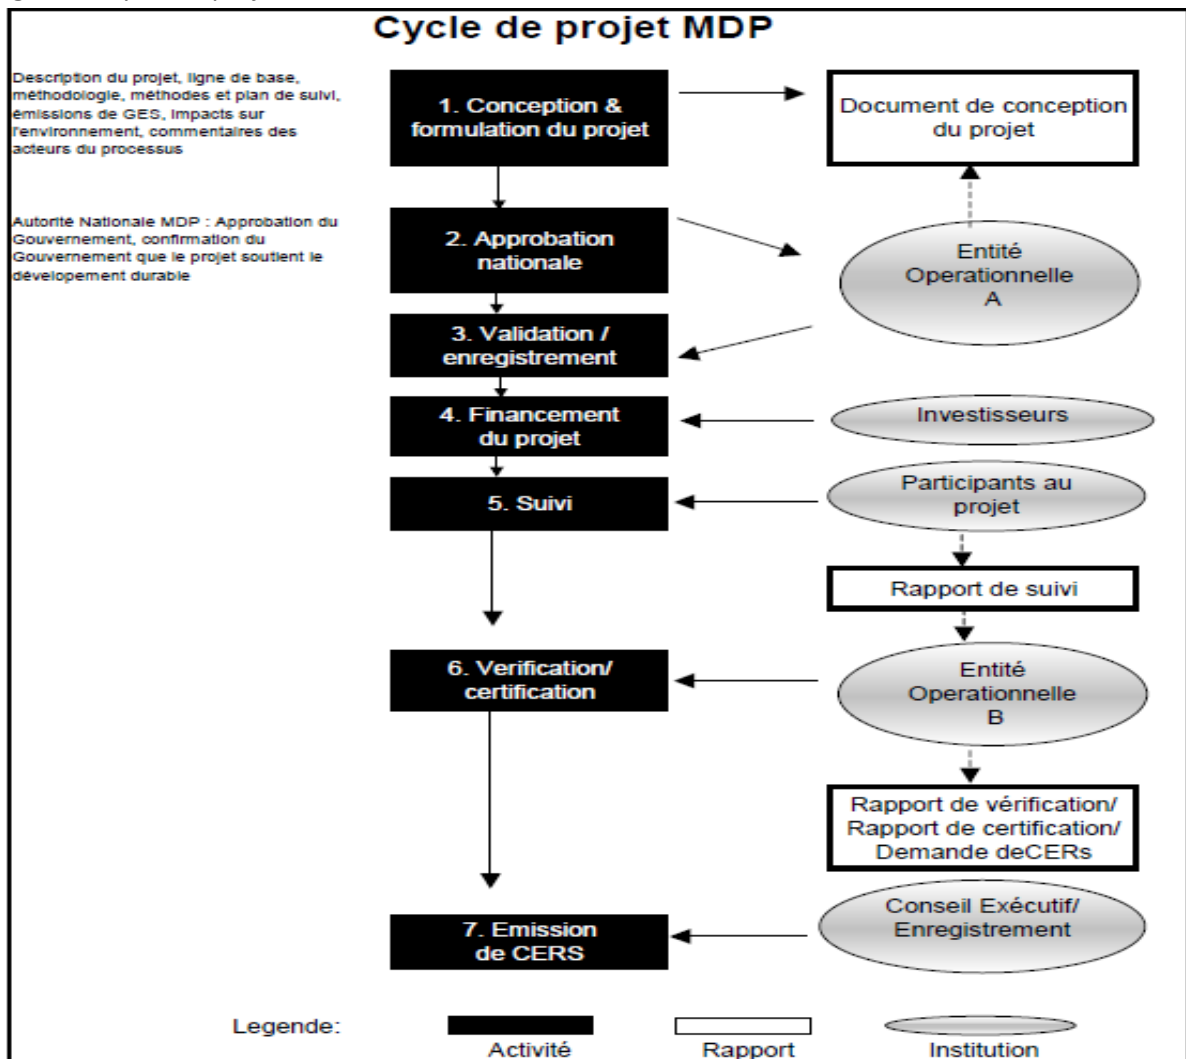 Cycle de projet MDP
Description du projet, ligne de base,
méthodologie, méthodes et plan de suivi,
émissions de GES, impacts sur
l'environnement, commentaires des
acteurs du processus
1. Conception &
formulation du projet
Document de conception
du projet
Autorité Nationale MDP : Approbation du
Gouvernement, confirmation du
Gouvernement que le projet soutient le
dévelopement durable
2. Approbation
nationale
Entité
Operationnelle
A
3. Validation /
enregistrement
4. Financement
du projet
Investisseurs
5. Suivi
Participants au
projet
Rapport de suivi
6. Verification/
certification
Entité
Operationnelle
B
Rapport de vérification/
Rapport de certification/
Demande deCERs
7. Emission
de CERS
Conseil Exécutif/
Enregistrement
Legende:
Activité
Rapport
Institution